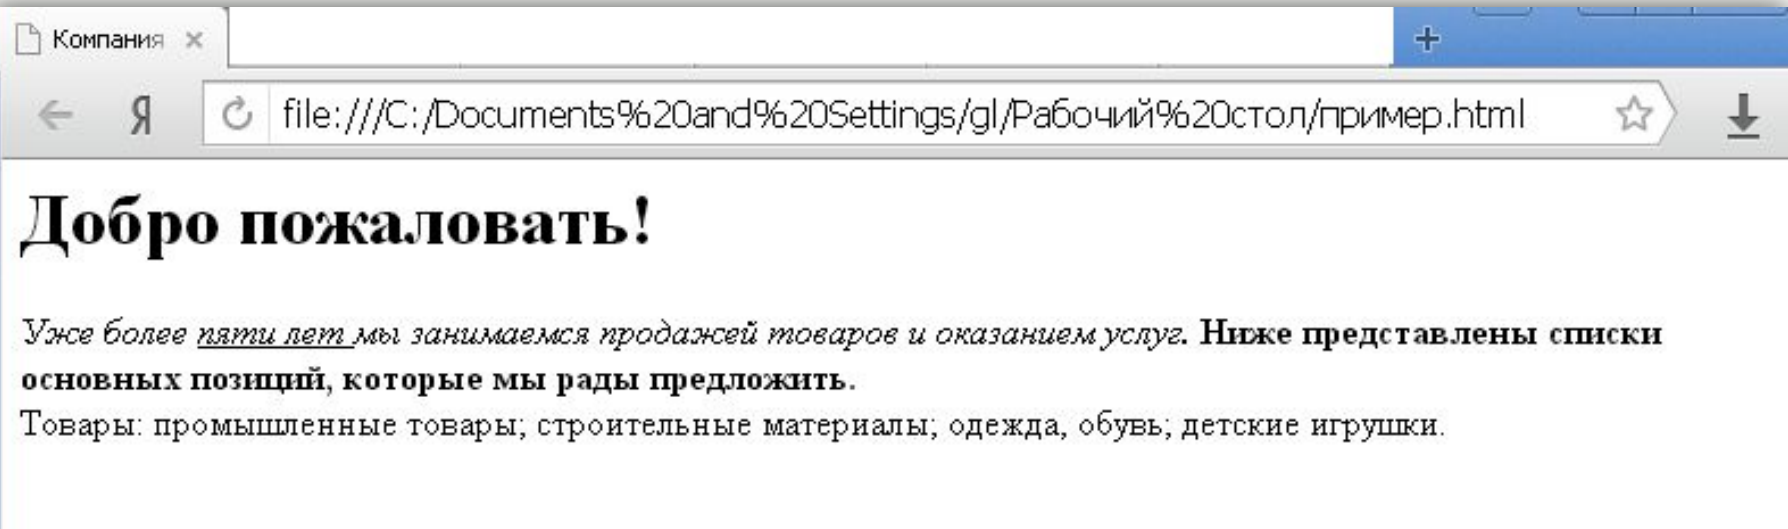 Компания
Я
file:///C:/Documents%20and%20Settings/gl/Рабочий%20стол/пример.html
Добро пожаловать!
Уже более пяти лет мы занимаемся продажей товаров и оказанием услуг. Ниже представлены списки
основных позиций, которые мы рады предложить.
Товары: промышленные товары; строительные материалы; одежда, обувь; детские игрушки.